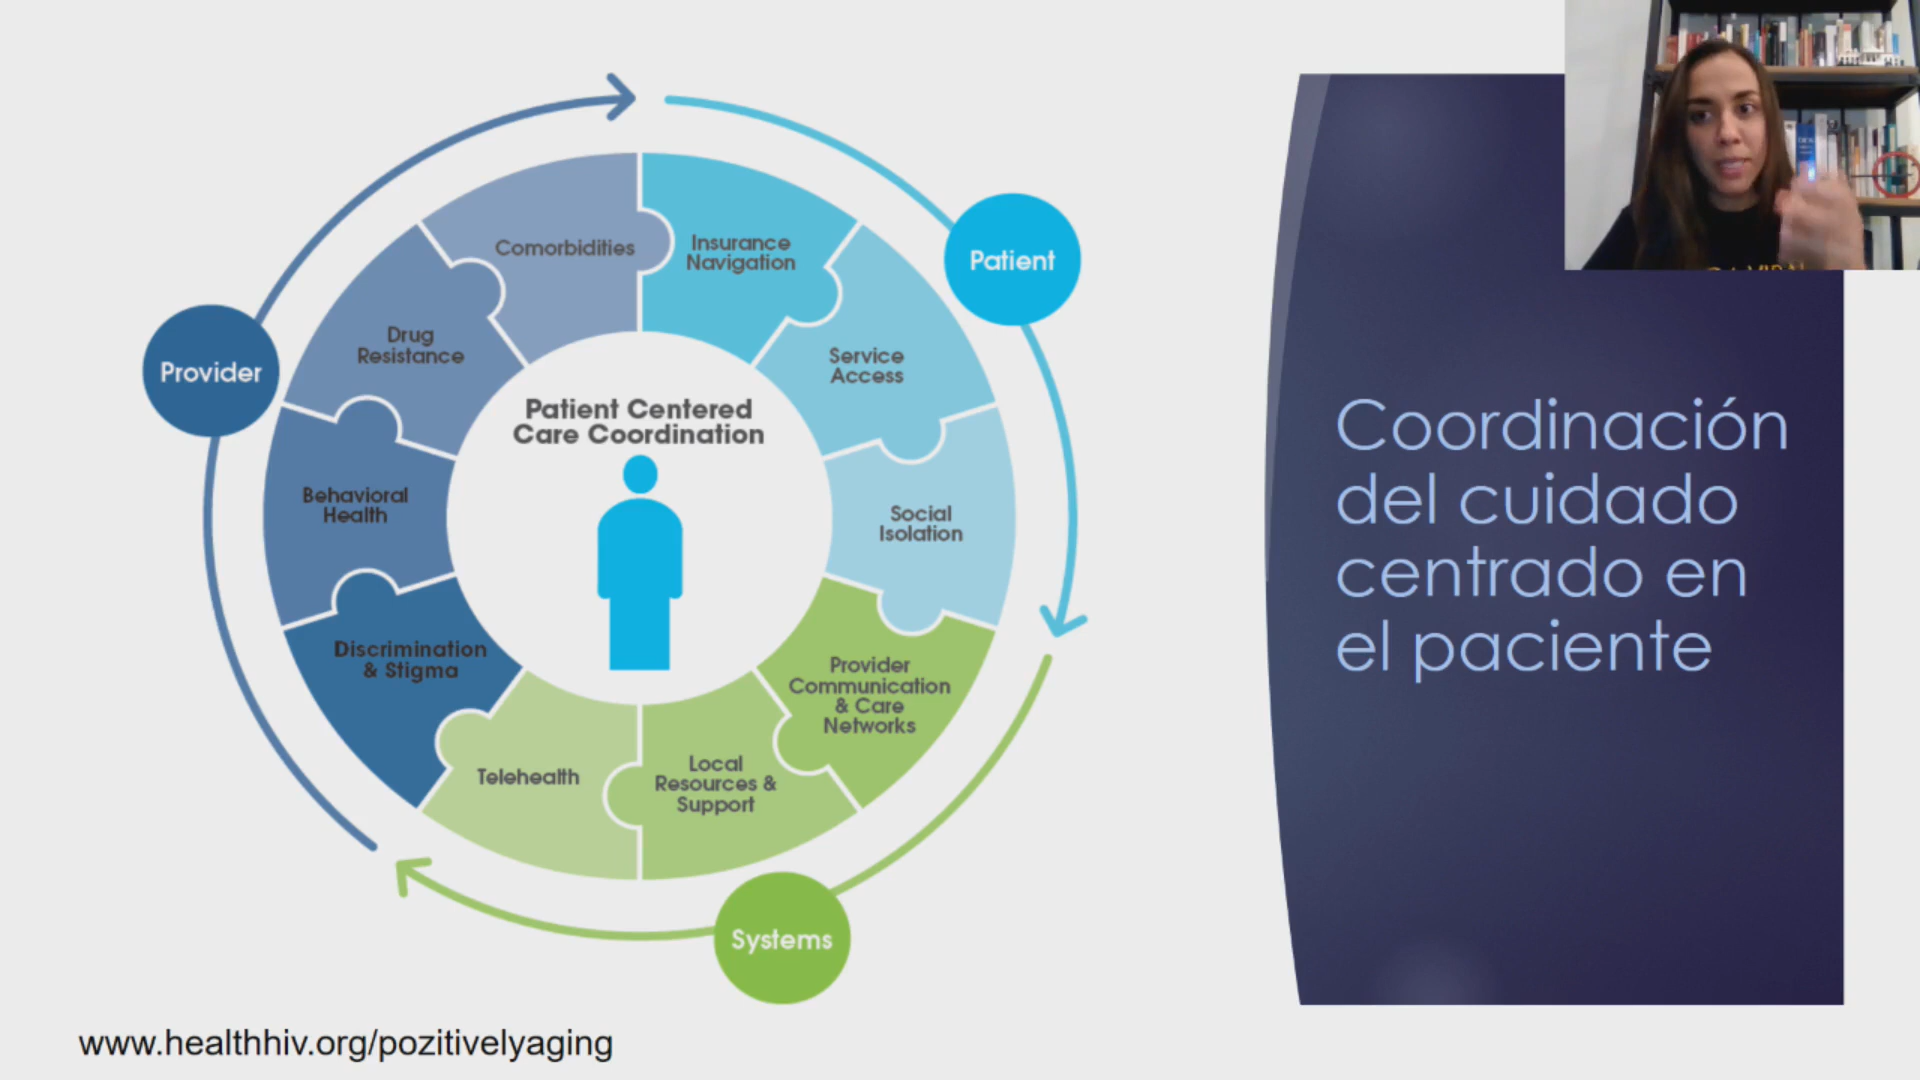 Comorbidities
Insurance
Navigation
Patient
Service
Access
Social
Isolation
Provider
Communication
& Care
Networks
Local
Resources &
Support
Systems
Telehealth
Discrimination
& Stigma
Behavioral
Health
Drug
Resistance
Provider
Patient Centered
Care Coordination
www.healthhiv.org/pozitivelyaging
Coordinación
del cuidado
centrado en
el paciente